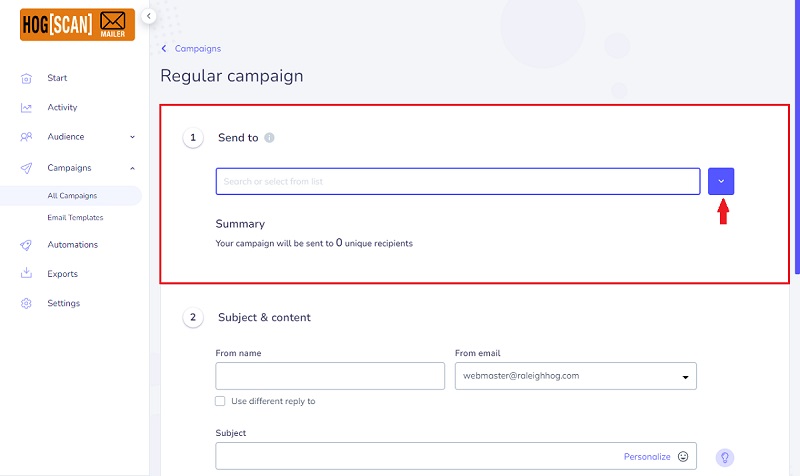 HOG[SCAN]
MAILER
Start
Activity
Audience
Campaigns
All Campaigns
Email Templates
Automations
Exports
Settings
Campaigns
Regular campaign
1 Send to
Search or select from list
Summary
Your campaign will be sent to 0 unique recipients
2 Subject & content
From name From email
webmaster@raleighhog.com
Use different reply to
Subject
Personalize